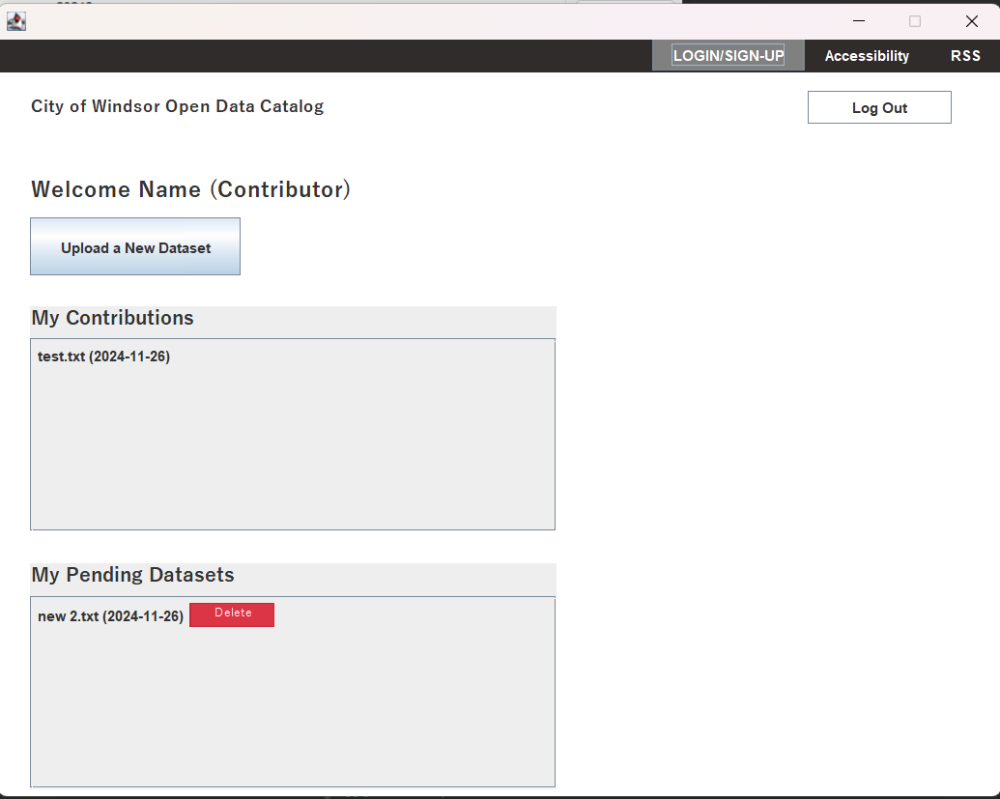 LOGIN/SIGN-UP Accessibility RSS
City of Windsor Open Data Catalog
Log Out
Welcome Name (Contributor)
Upload a New Dataset
My Contributions
test.txt (2024-11-26)
My Pending Datasets
new 2.txt (2024-11-26) Delete